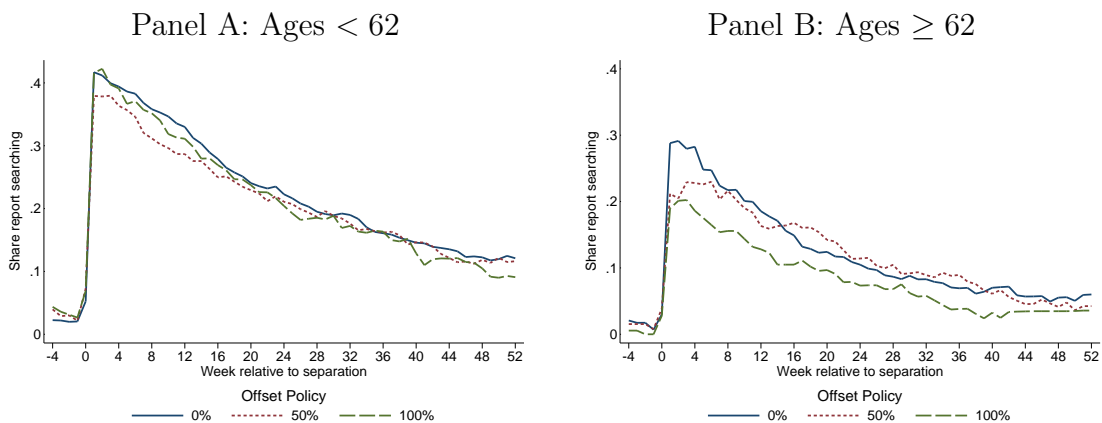 Panel A: Ages < 62
Share report searching
.4
.3
.2
.1
0
-4 0 4 8 12 16 20 24 28 32 36 40 44 48 52
Week relative to separation
Offset Policy
0% 50% 100%
Panel B: Ages ≥ 62
Share report searching
.4
.3
.2
.1
0
-4 0 4 8 12 16 20 24 28 32 36 40 44 48 52
Week relative to separation
Offset Policy
0% 50% 100%